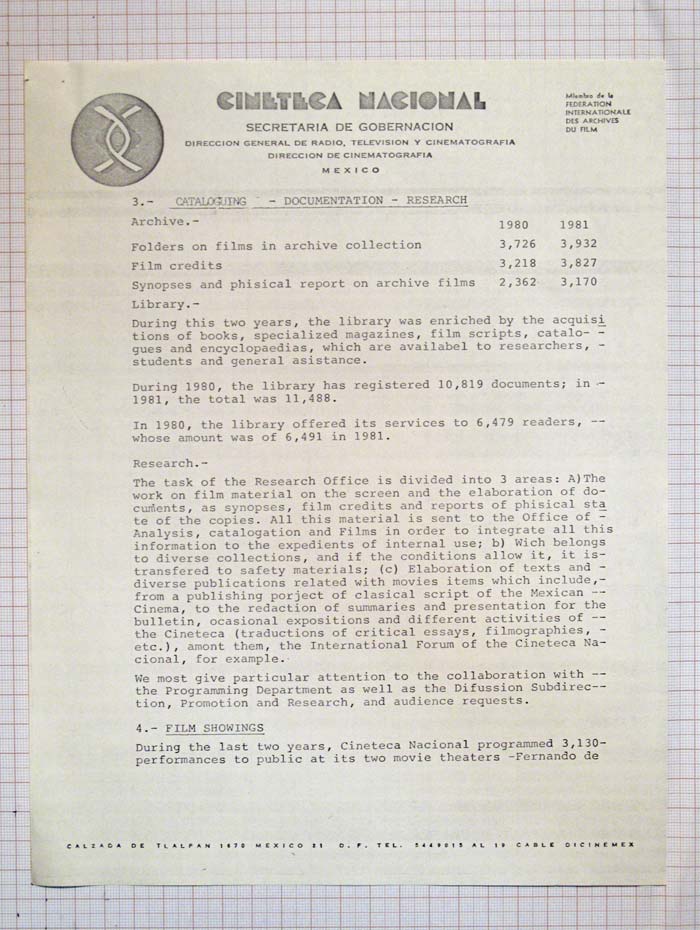 CINETECA NACIONAL
SECRETARIA DE GOBERNACION
DIRECCION GENERAL DE RADIO, TELEVISION Y CINEMATOGRAFIA
DIRECCION DE CINEMATOGRAFIA
MEXICO
Miembro de la
FEDERATION
INTERNATIONALE
DES ARCHIVES
DU FILM
3.- CATALOGUING - DOCUMENTATION - RESEARCH
Archive.- 1980 1981
Folders on films in archive collection 3,726 3,932
Film credits 3,218 3,827
Synopses and phisical report on archive films 2,362 3,170
Library.-
During this two years, the library was enriched by the acquisi
tions of books, specialized magazines, film scripts, catalo- -
gues and encyclopaedias, which are availabel to researchers, -
students and general asistance.
During 1980, the library has registered 10,819 documents; in -
1981, the total was 11,488.
In 1980, the library offered its services to 6,479 readers, --
whose amount was of 6,491 in 1981.
Research.-
The task of the Research Office is divided into 3 areas: A)The
work on film material on the screen and the elaboration of do-
cuments, as synopses, film credits and reports of phisical sta
te of the copies. All this material is sent to the Office of -
Analysis, catalogation and Films in order to integrate all this
information to the expedients of internal use; b) Wich belongs
to diverse collections, and if the conditions allow it, it is-
transfered to safety materials; (c) Elaboration of texts and -
diverse publications related with movies items which include,-
from a publishing porject of clasical script of the Mexican --
Cinema, to the redaction of summaries and presentation for the
bulletin, ocasional expositions and different activities of --
the Cineteca (traductions of critical essays, filmographies, -
etc.), amont them, the International Forum of the Cineteca Na-
cional, for example.
We most give particular attention to the collaboration with --
the Programming Department as well as the Difussion Subdirec--
tion, Promotion and Research, and audience requests.
4.- FILM SHOWINGS
During the last two years, Cineteca Nacional programmed 3,130-
performances to public at its two movie theaters -Fernando de
CALZADA DE TLALPAN 1670 MEXICO 21 D. F. TEL. 5449015 AL 19 CABLE DICINEMEX